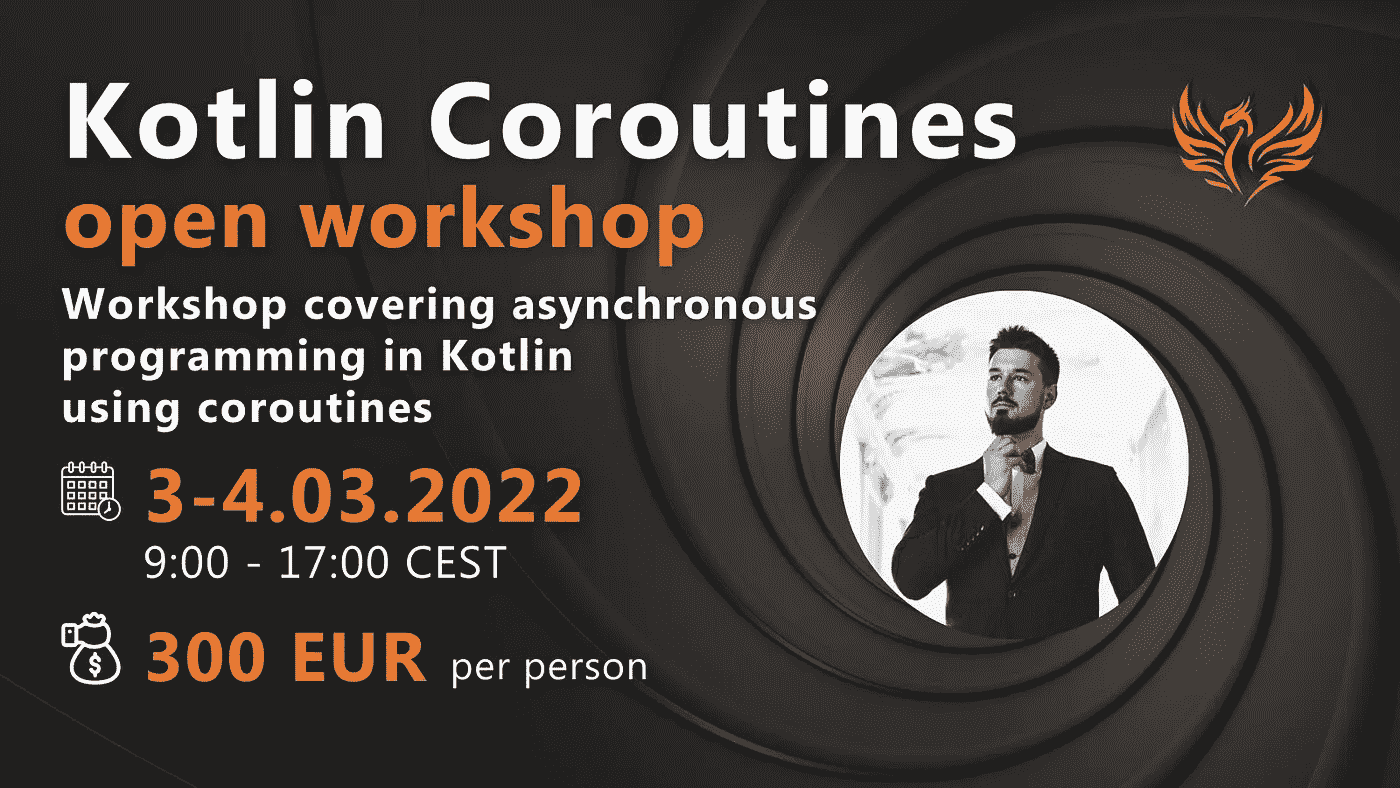 Kotlin Coroutines
open workshop
Workshop covering asynchronous
programming in Kotlin
using coroutines
3-4.03.2022
9:00 - 17:00 CEST
300 EUR per person